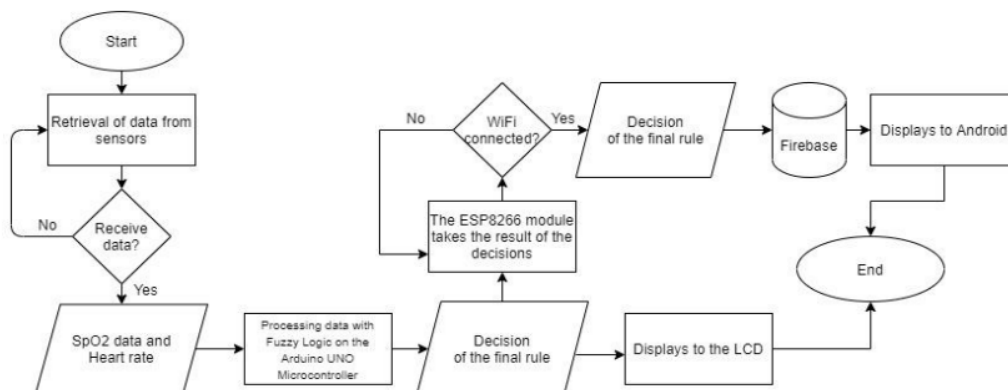 Start
Retrieval of data from
sensors
No
Receive
data?
Yes
SpO2 data and
Heart rate
Processing data with
Fuzzy Logic on the
Arduino UNO
Microcontroller
Decision
of the final rule
The ESP8266 module
takes the result of the
decisions
No
WiFi
connected?
Yes
Decision
of the final rule
Firebase
Displays to Android
Displays to the LCD
End